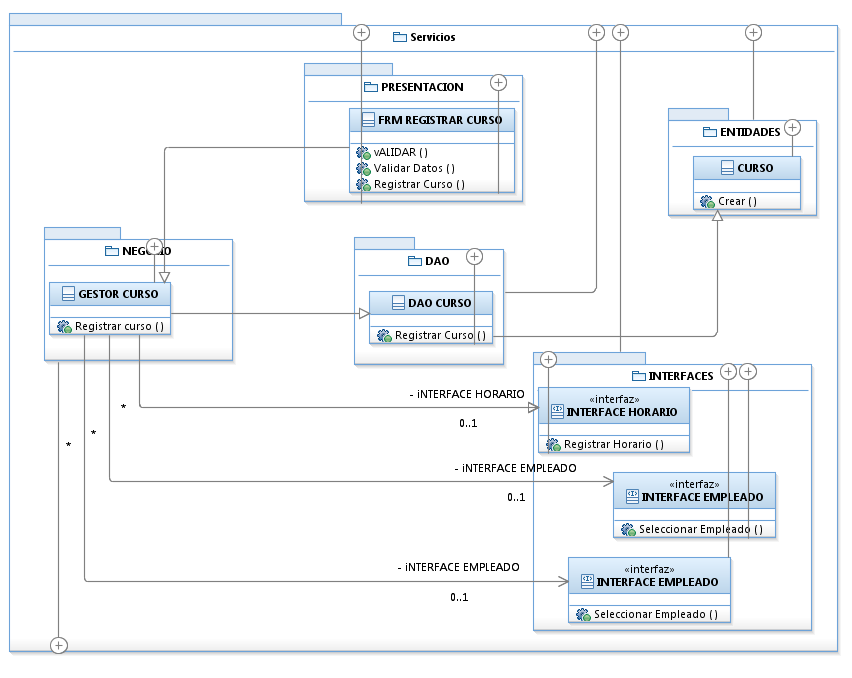 Servicios
PRESENTACION
FRM REGISTRAR CURSO
vALIDAR ( )
Validar Datos ( )
Registrar Curso ( )
ENTIDADES
CURSO
Crear ( )
NEGOCIO
GESTOR CURSO
Registrar curso ( )
DAO
DAO CURSO
Registrar Curso ( )
INTERFACES
«interfaz»
INTERFACE HORARIO
Registrar Horario ( )
- iNTERFACE HORARIO
*
0..1
*
*
- iNTERFACE EMPLEADO
0..1
«interfaz»
INTERFACE EMPLEADO
Seleccionar Empleado ( )
- iNTERFACE EMPLEADO
0..1
«interfaz»
INTERFACE EMPLEADO
Seleccionar Empleado ( )